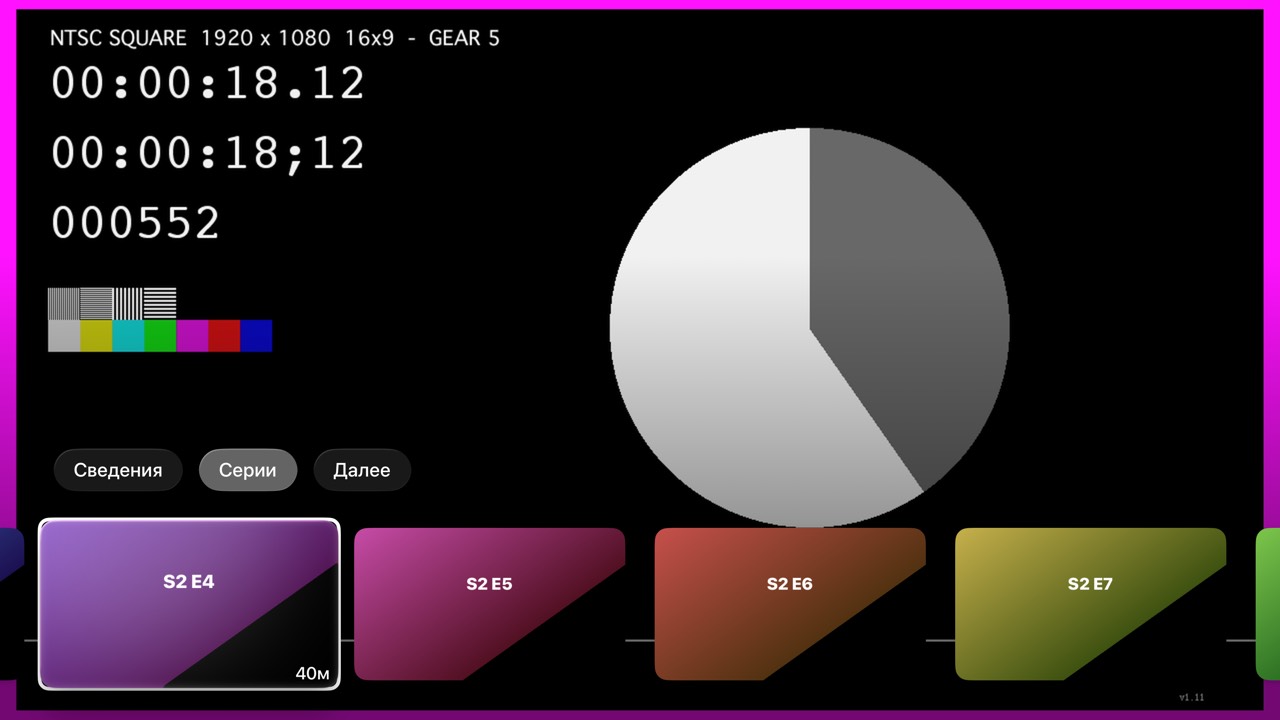 NTSC SQUARE 1920 x 1080 16x9 - GEAR 5
00:00:18.12
00:00:18;12
000552
Сведения Серии Далее
S2 E4 S2 E5 S2 E6 S2 E7
40м
v1.11